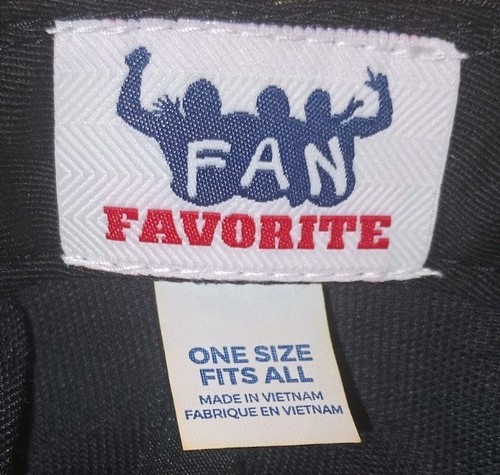 FAN
FAVORITE
ONE SIZE
FITS ALL
MADE IN VIETNAM
FABRIQUE EN VIETNAM